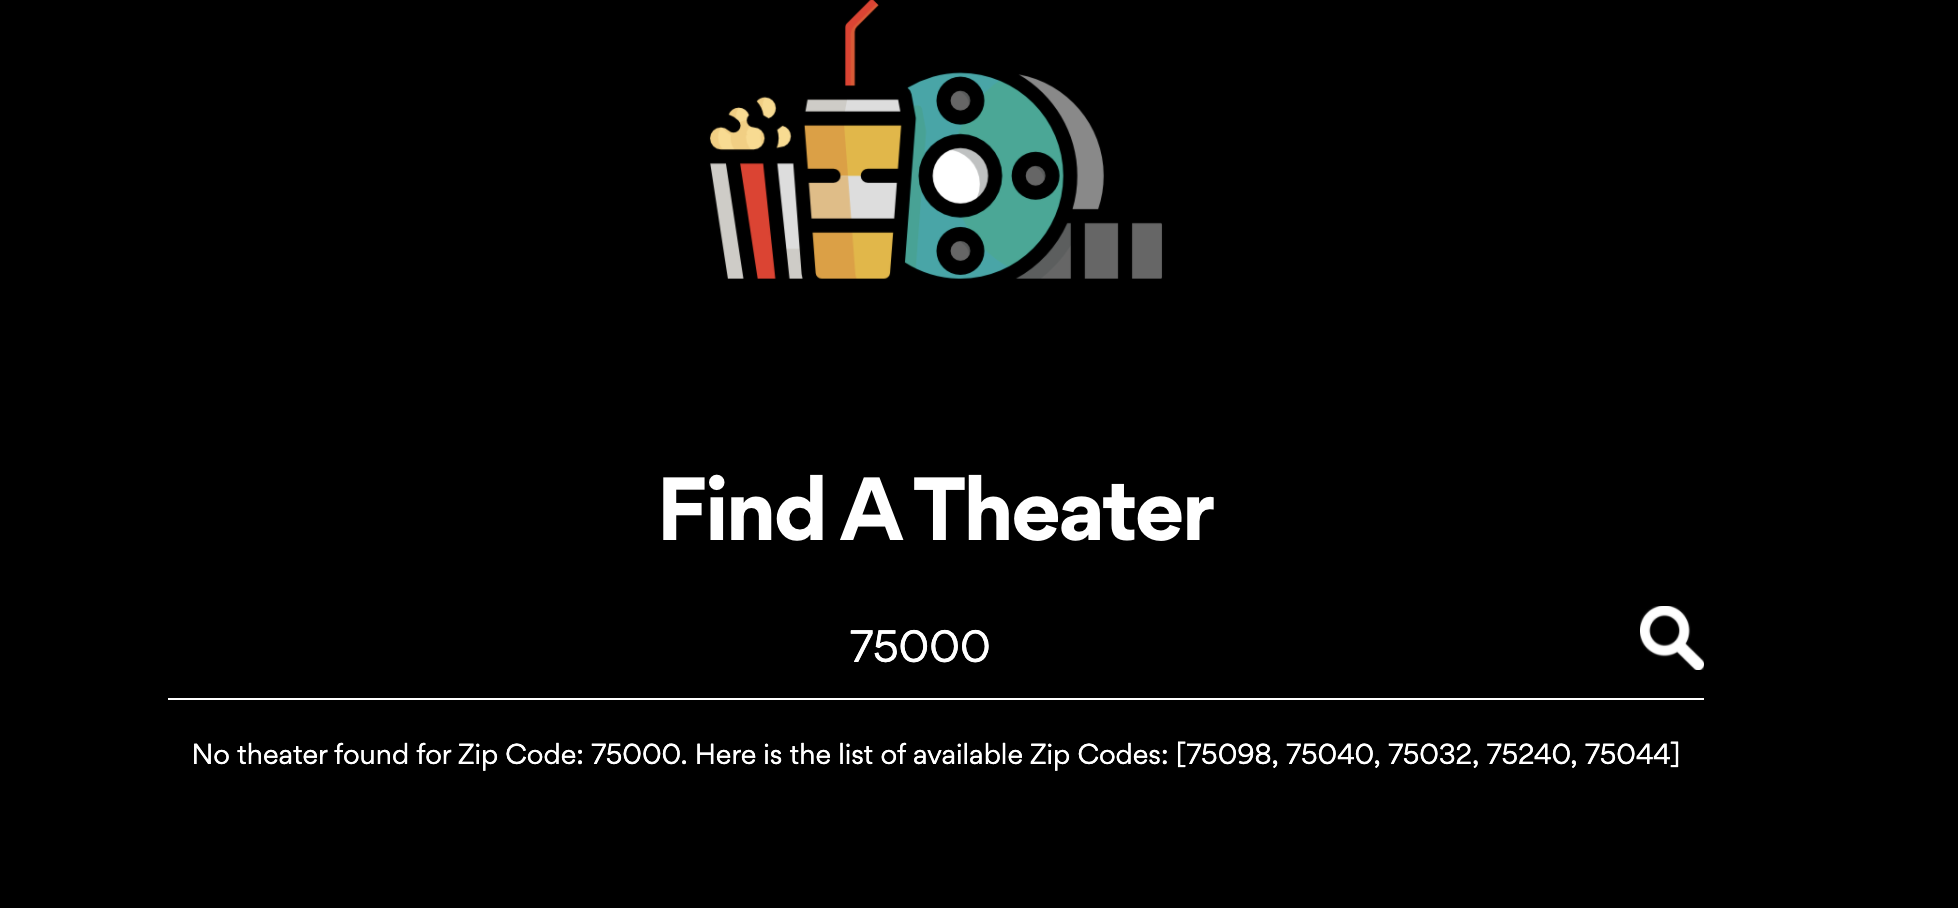 Find A Theater
75000
No theater found for Zip Code: 75000. Here is the list of available Zip Codes: [75098, 75040, 75032, 75240, 75044]